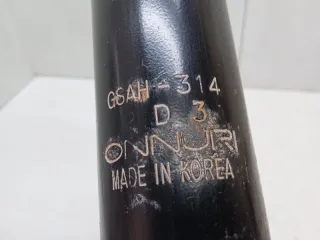 GSAH-314
D 3
ONNURI
MADE IN KOREA